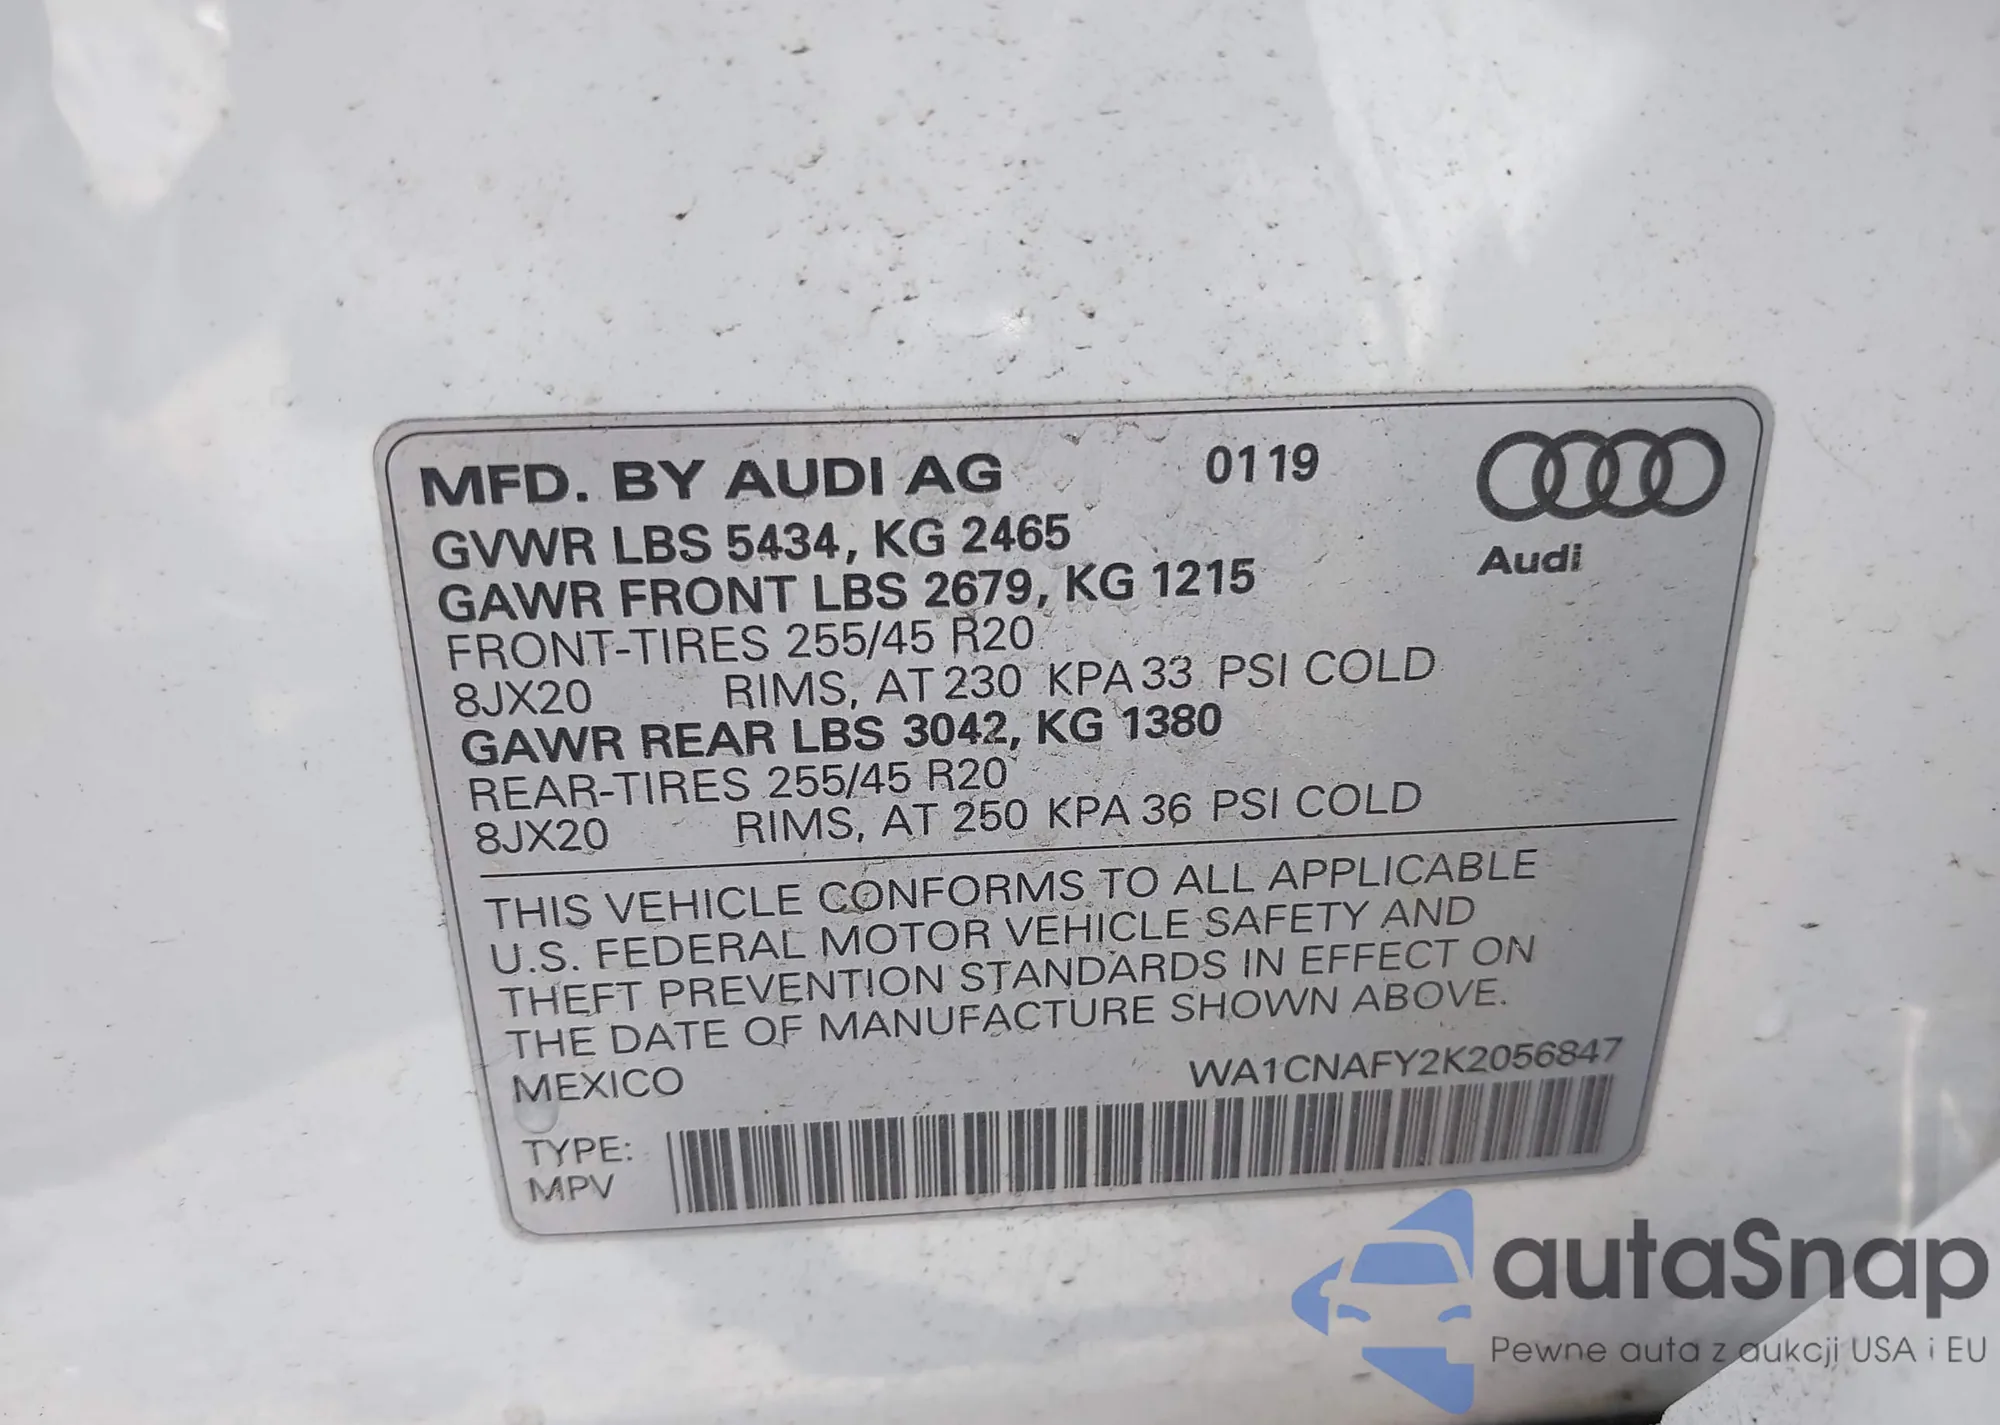 MFD. BY AUDI AG 0119
Audi
GVWR LBS 5434, KG 2465
GAWR FRONT LBS 2679, KG 1215
FRONT-TIRES 255/45 R20
8JX20 RIMS, AT 230 KPA 33 PSI COLD
GAWR REAR LBS 3042, KG 1380
REAR-TIRES 255/45 R20
8JX20 RIMS, AT 250 KPA 36 PSI COLD
THIS VEHICLE CONFORMS TO ALL APPLICABLE
U.S. FEDERAL MOTOR VEHICLE SAFETY AND
THEFT PREVENTION STANDARDS IN EFFECT ON
THE DATE OF MANUFACTURE SHOWN ABOVE.
MEXICO WA1CNAFY2K2056847
TYPE:
MPV
autaSnap
Pewne auta z aukcji USA i EU